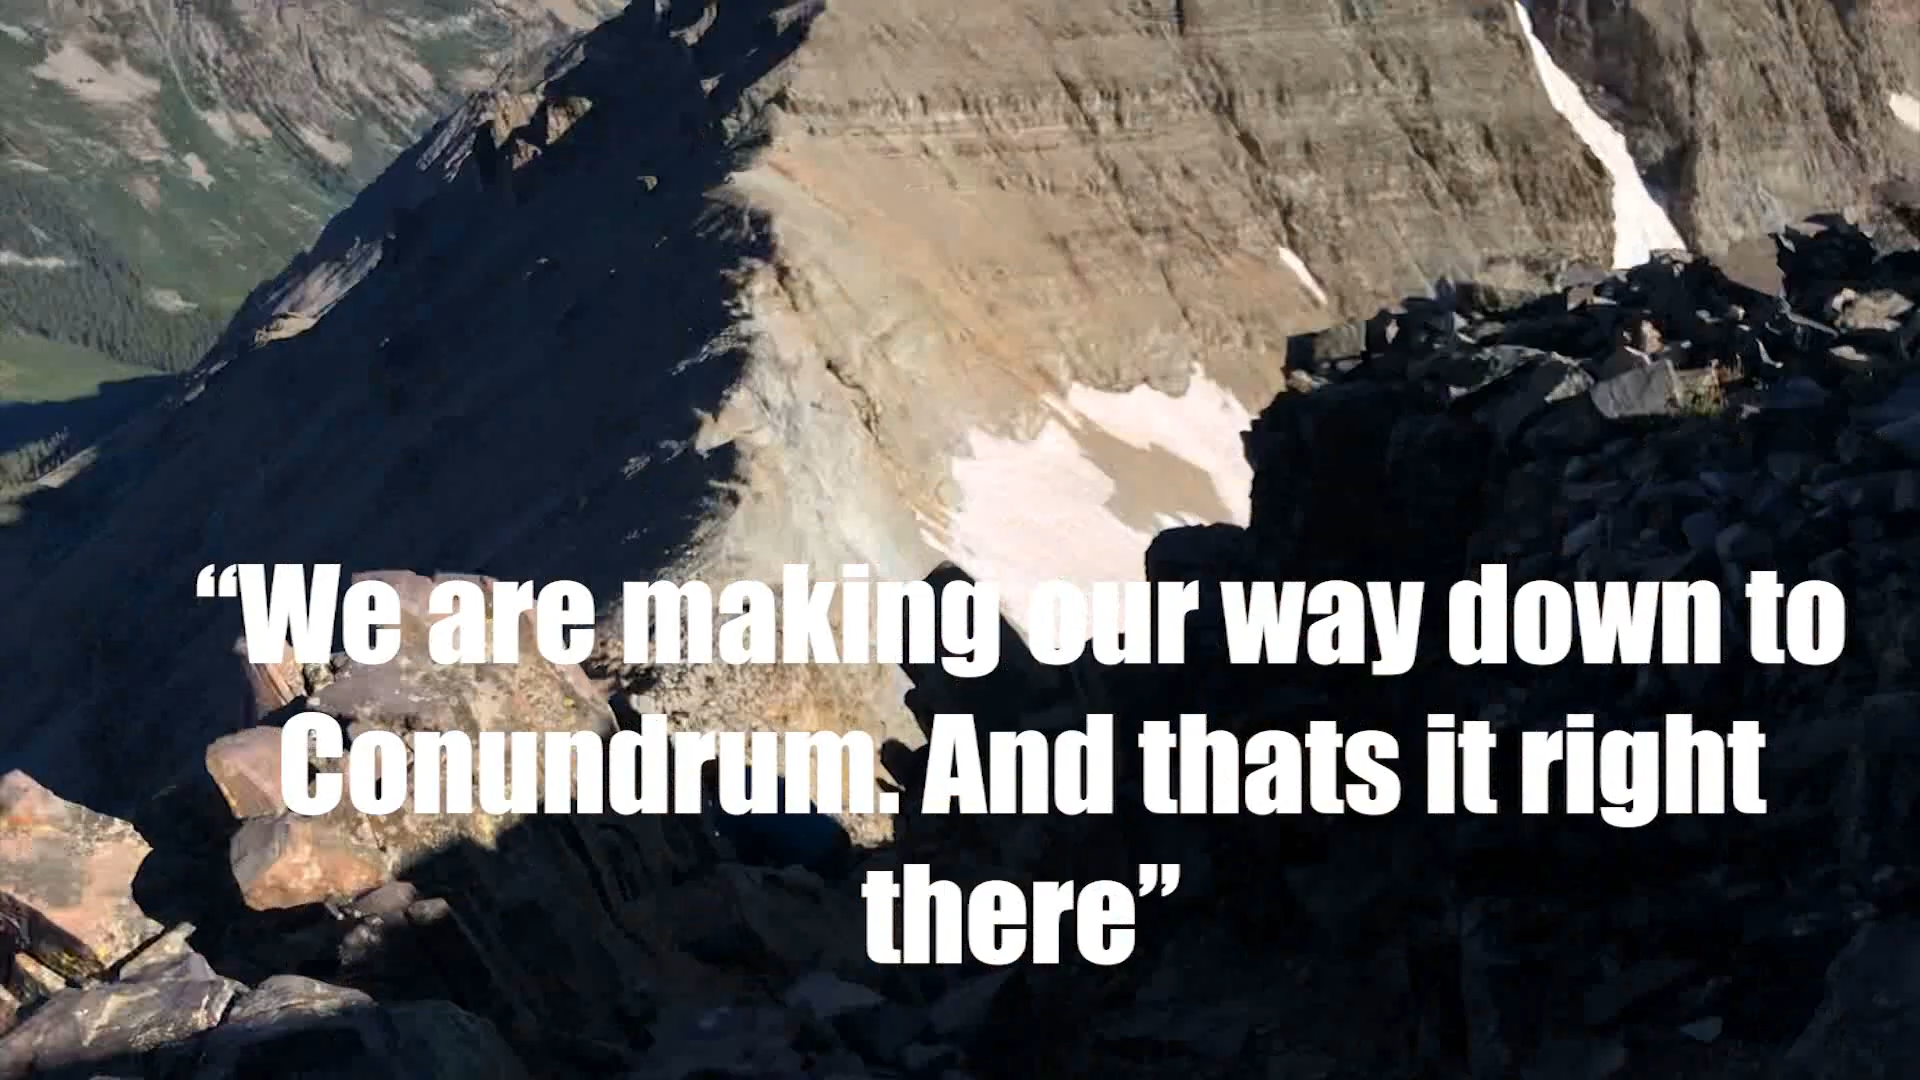 “We are making our way down to
Conundrum. And thats it right
there”